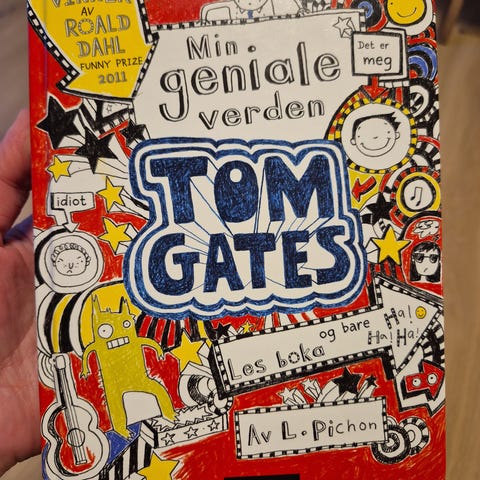 VINNER
AV
ROALD
DAHL
FUNNY PRIZE
2011
Min
geniale
verden
Det er
meg
TOM
GATES
idiot
Les boka
og bare
Ha!
Ha! Ha!
Av L. Pichon